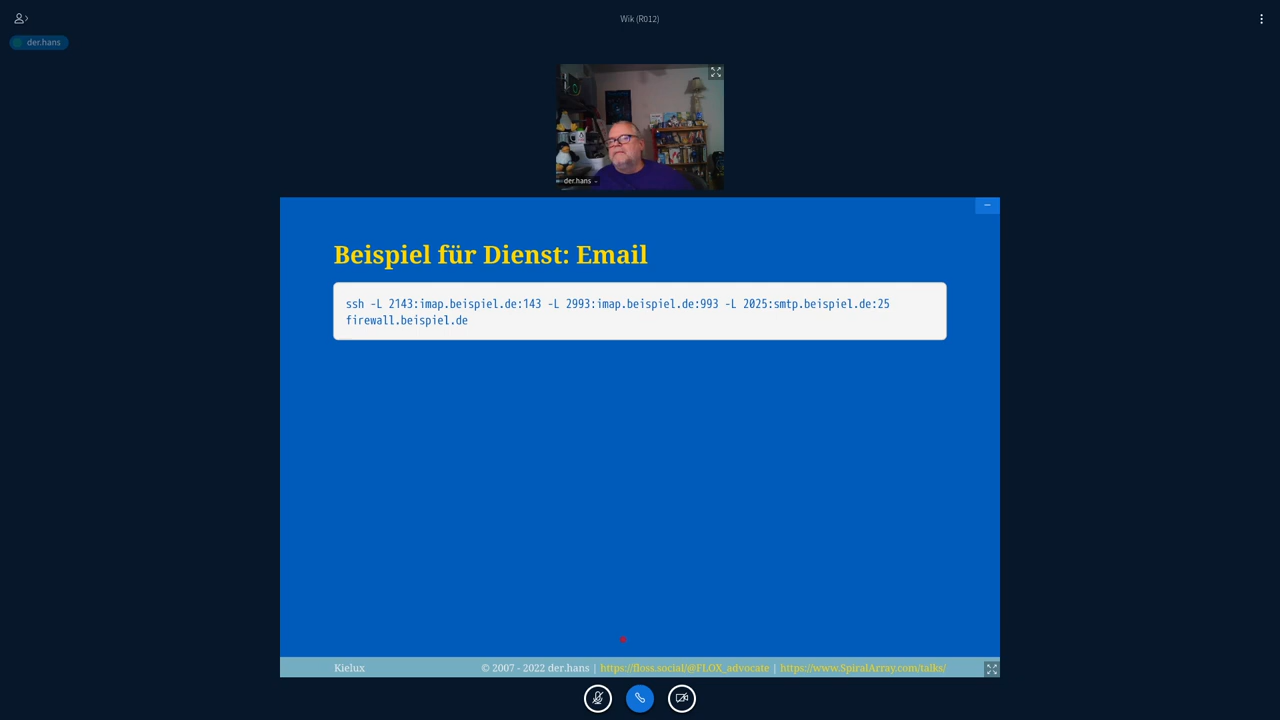 Wik (R012)
der.hans
der.hans
Beispiel für Dienst: Email
ssh -L 2143:imap.beispiel.de:143 -L 2993:imap.beispiel.de:993 -L 2025:smtp.beispiel.de:25
firewall.beispiel.de
Kielux
© 2007 - 2022 der.hans | https://floss.social/@FLOX_advocate | https://www.SpiralArray.com/talks/